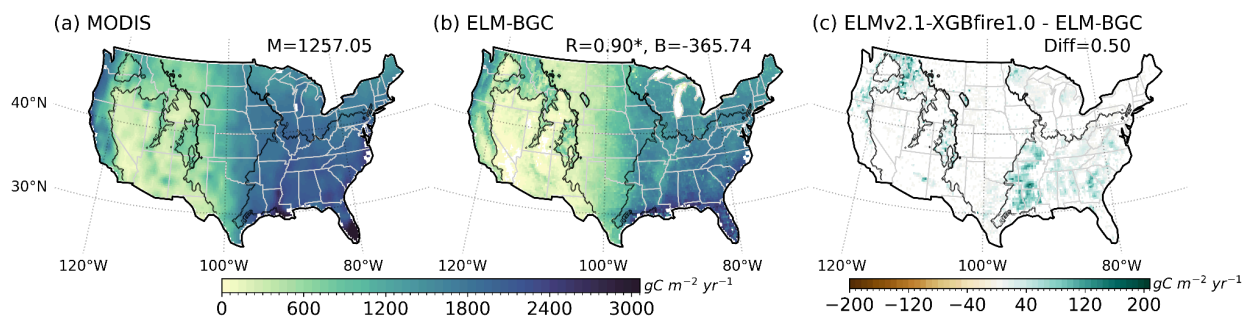 (a) MODIS
M=1257.05
(b) ELM-BGC
R=0.90*, B=-365.74
(c) ELMv2.1-XGBfire1.0 - ELM-BGC
Diff=0.50
40°N
30°N
120°W
100°W
80°W
120°W
100°W
80°W
120°W
100°W
80°W
0
600
1200
1800
2400
3000
gC m⁻² yr⁻¹
-200
-120
-40
40
120
200
gC m⁻² yr⁻¹